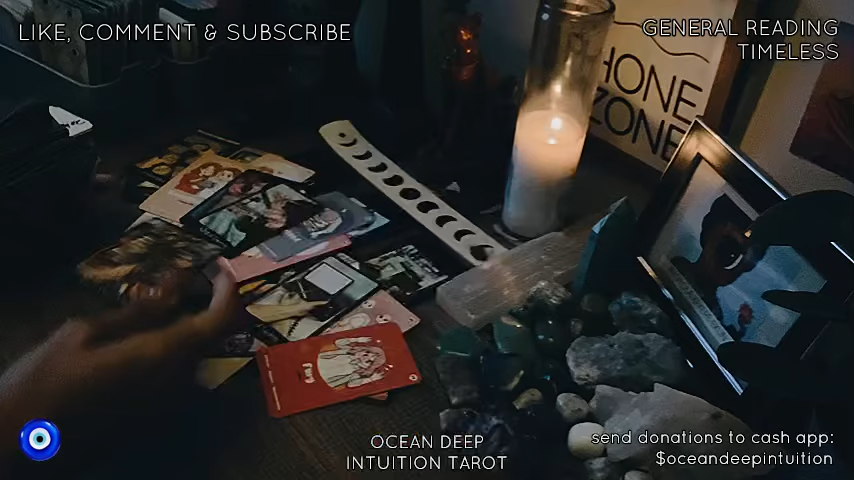 LIKE, COMMENT & SUBSCRIBE
GENERAL READING
TIMELESS
HONE
ZONE
OCEAN DEEP
INTUITION TAROT
send donations to cash app:
$oceandeepintuition